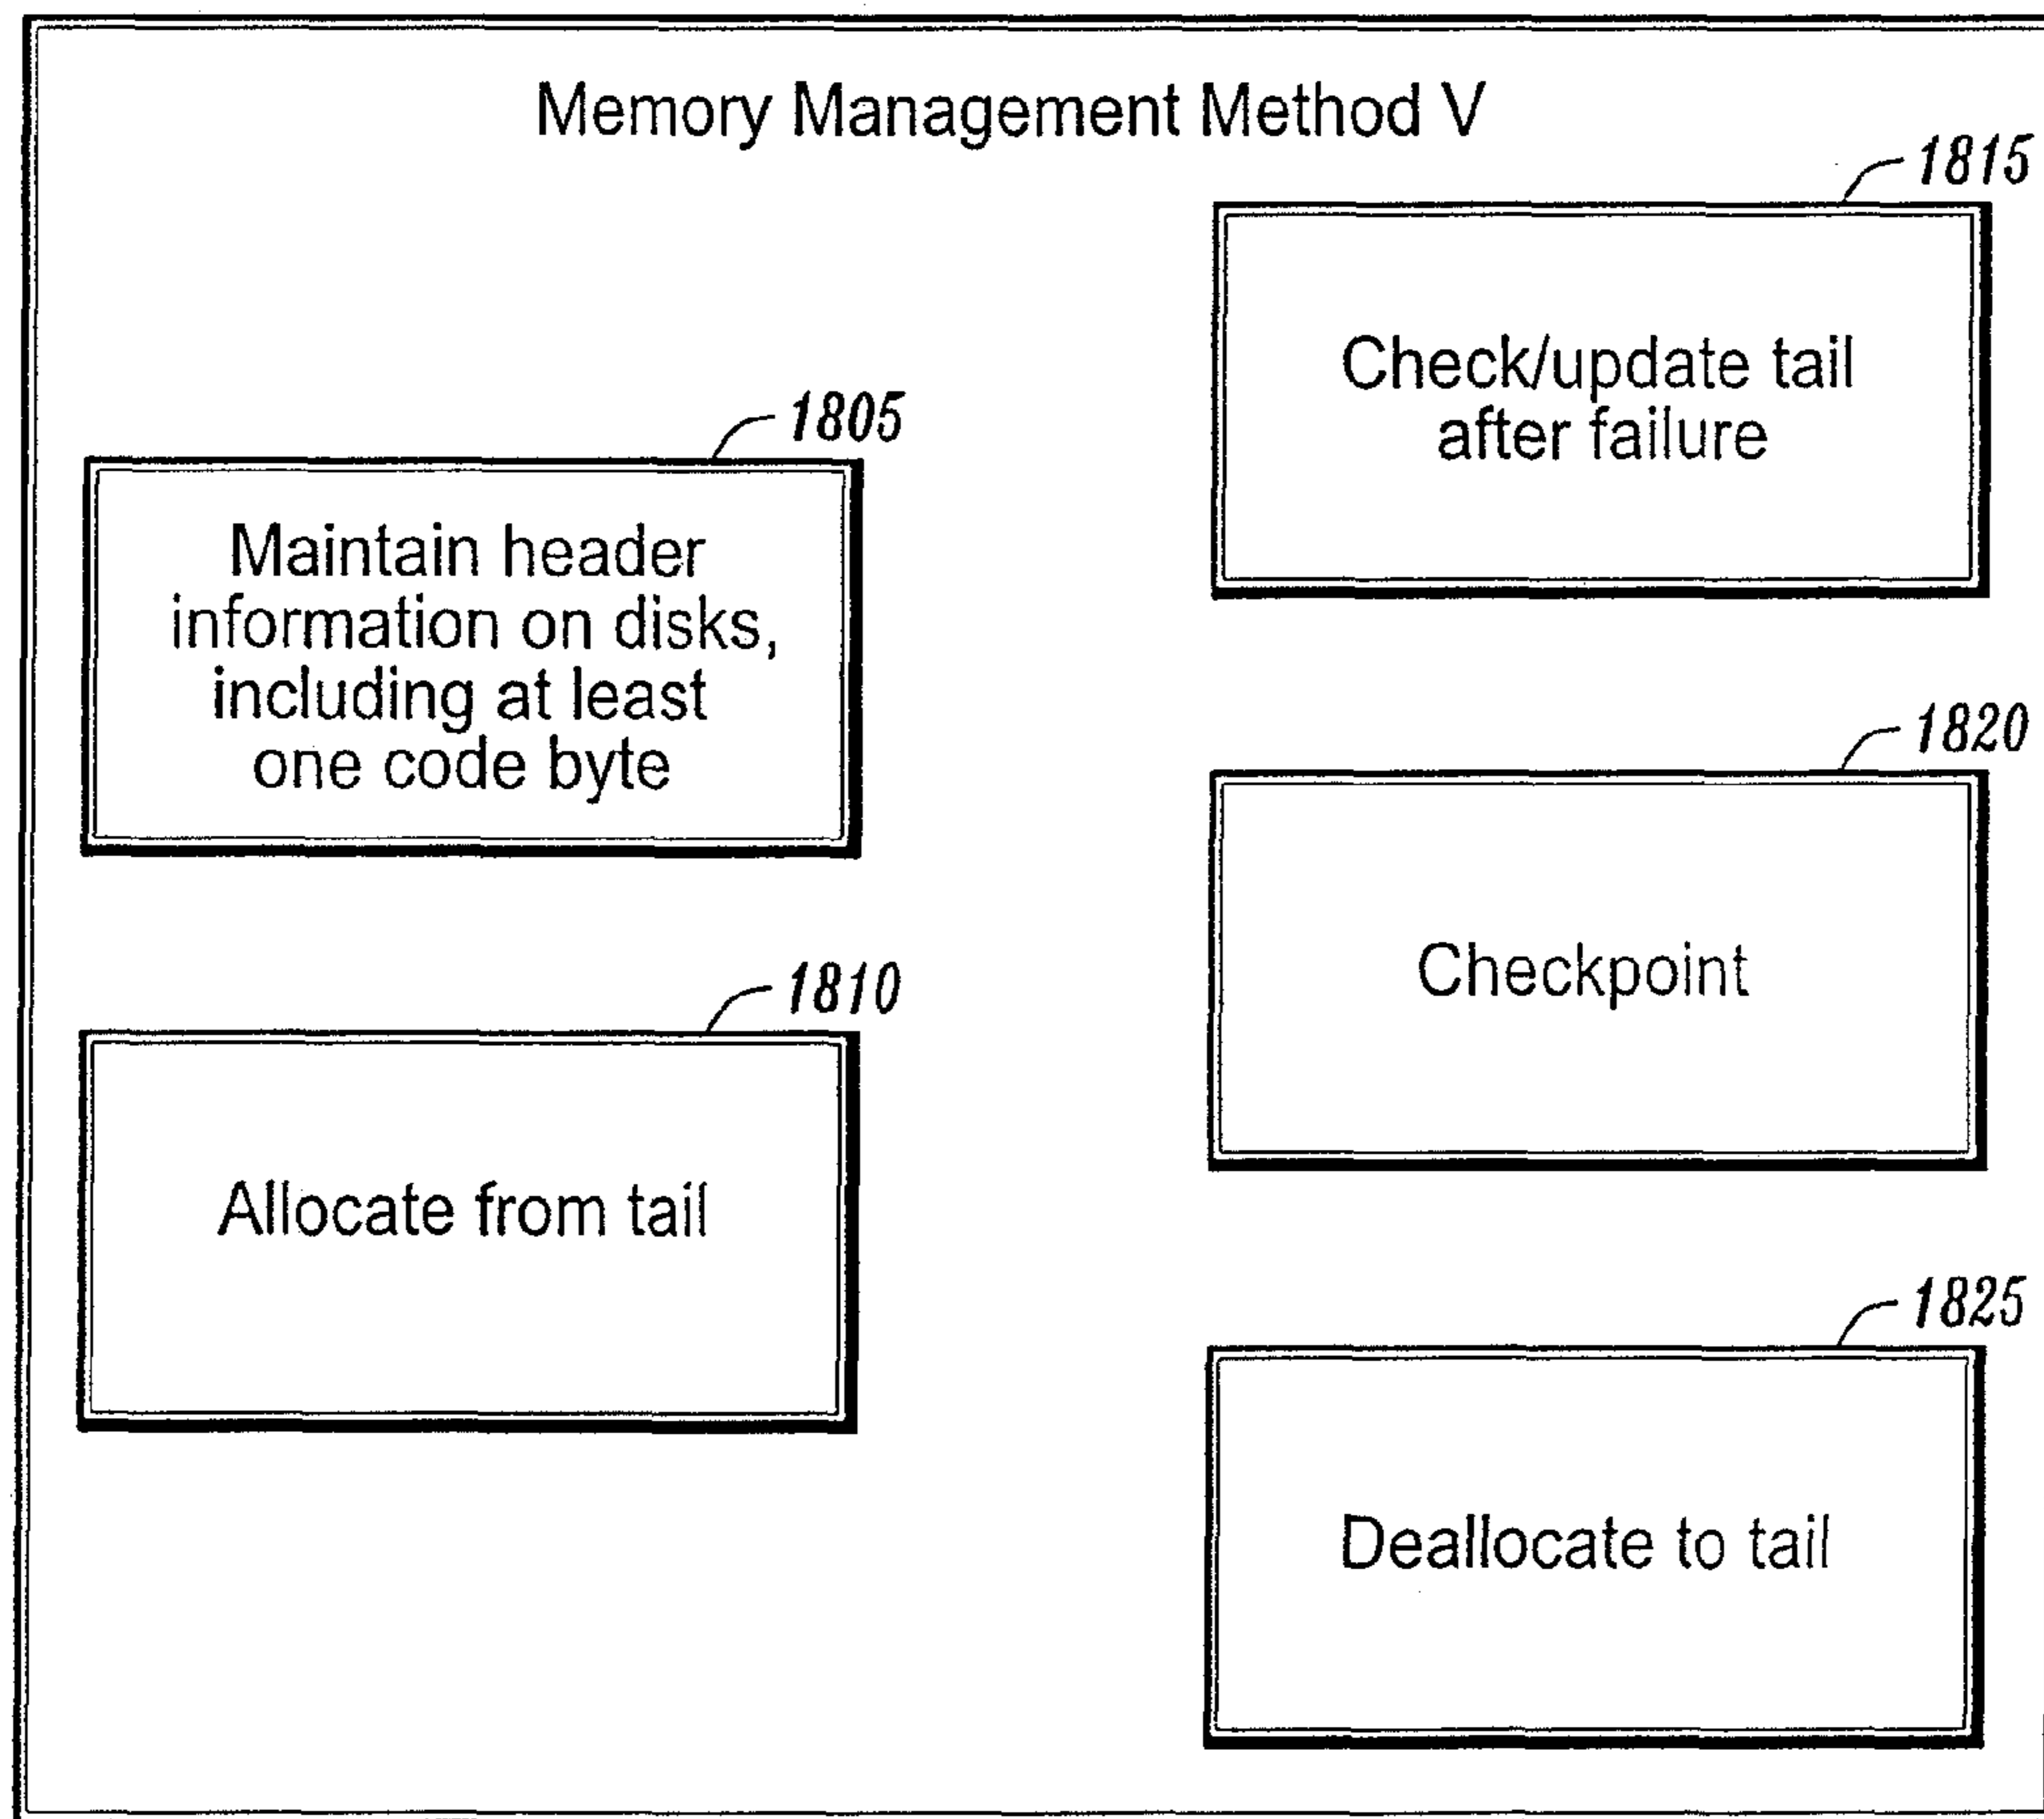 Memory Management Method V
1805
Maintain header
information on disks,
including at least
one code byte
1810
Allocate from tail
1815
Check/update tail
after failure
1820
Checkpoint
1825
Deallocate to tail